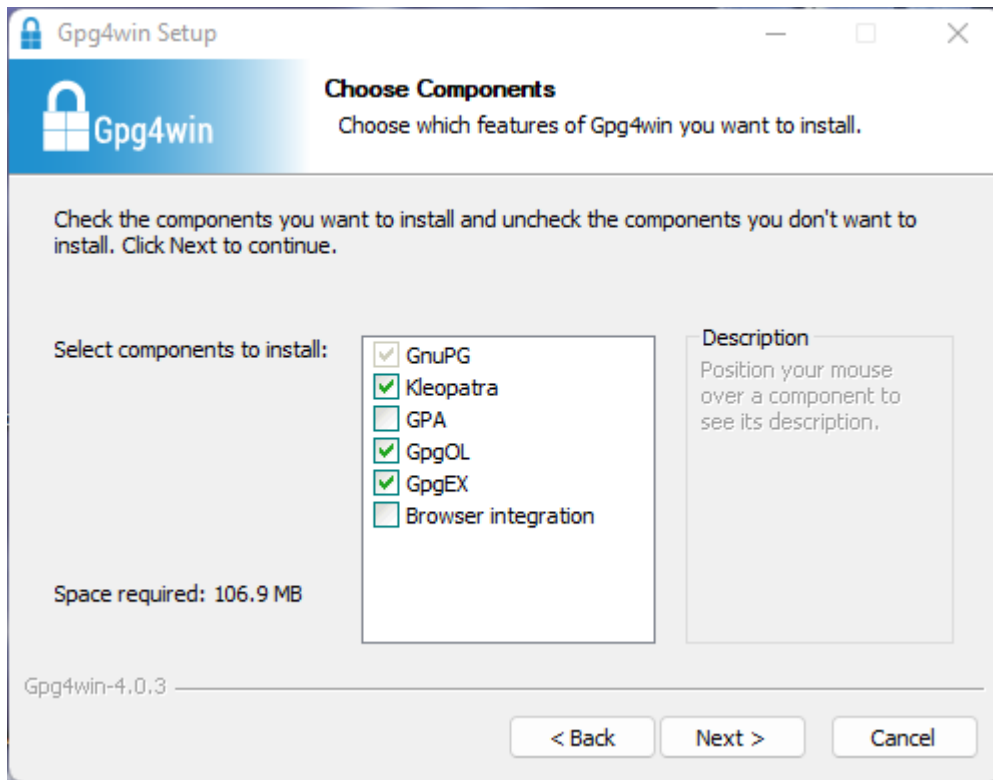 Gpg4win Setup
Gpg4win
Choose Components
Choose which features of Gpg4win you want to install.
Check the components you want to install and uncheck the components you don't want to
install. Click Next to continue.
Select components to install:
GnuPG
Kleopatra
GPA
GpgOL
GpgEX
Browser integration
Description
Position your mouse
over a component to
see its description.
Space required: 106.9 MB
Gpg4win-4.0.3
< Back
Next >
Cancel